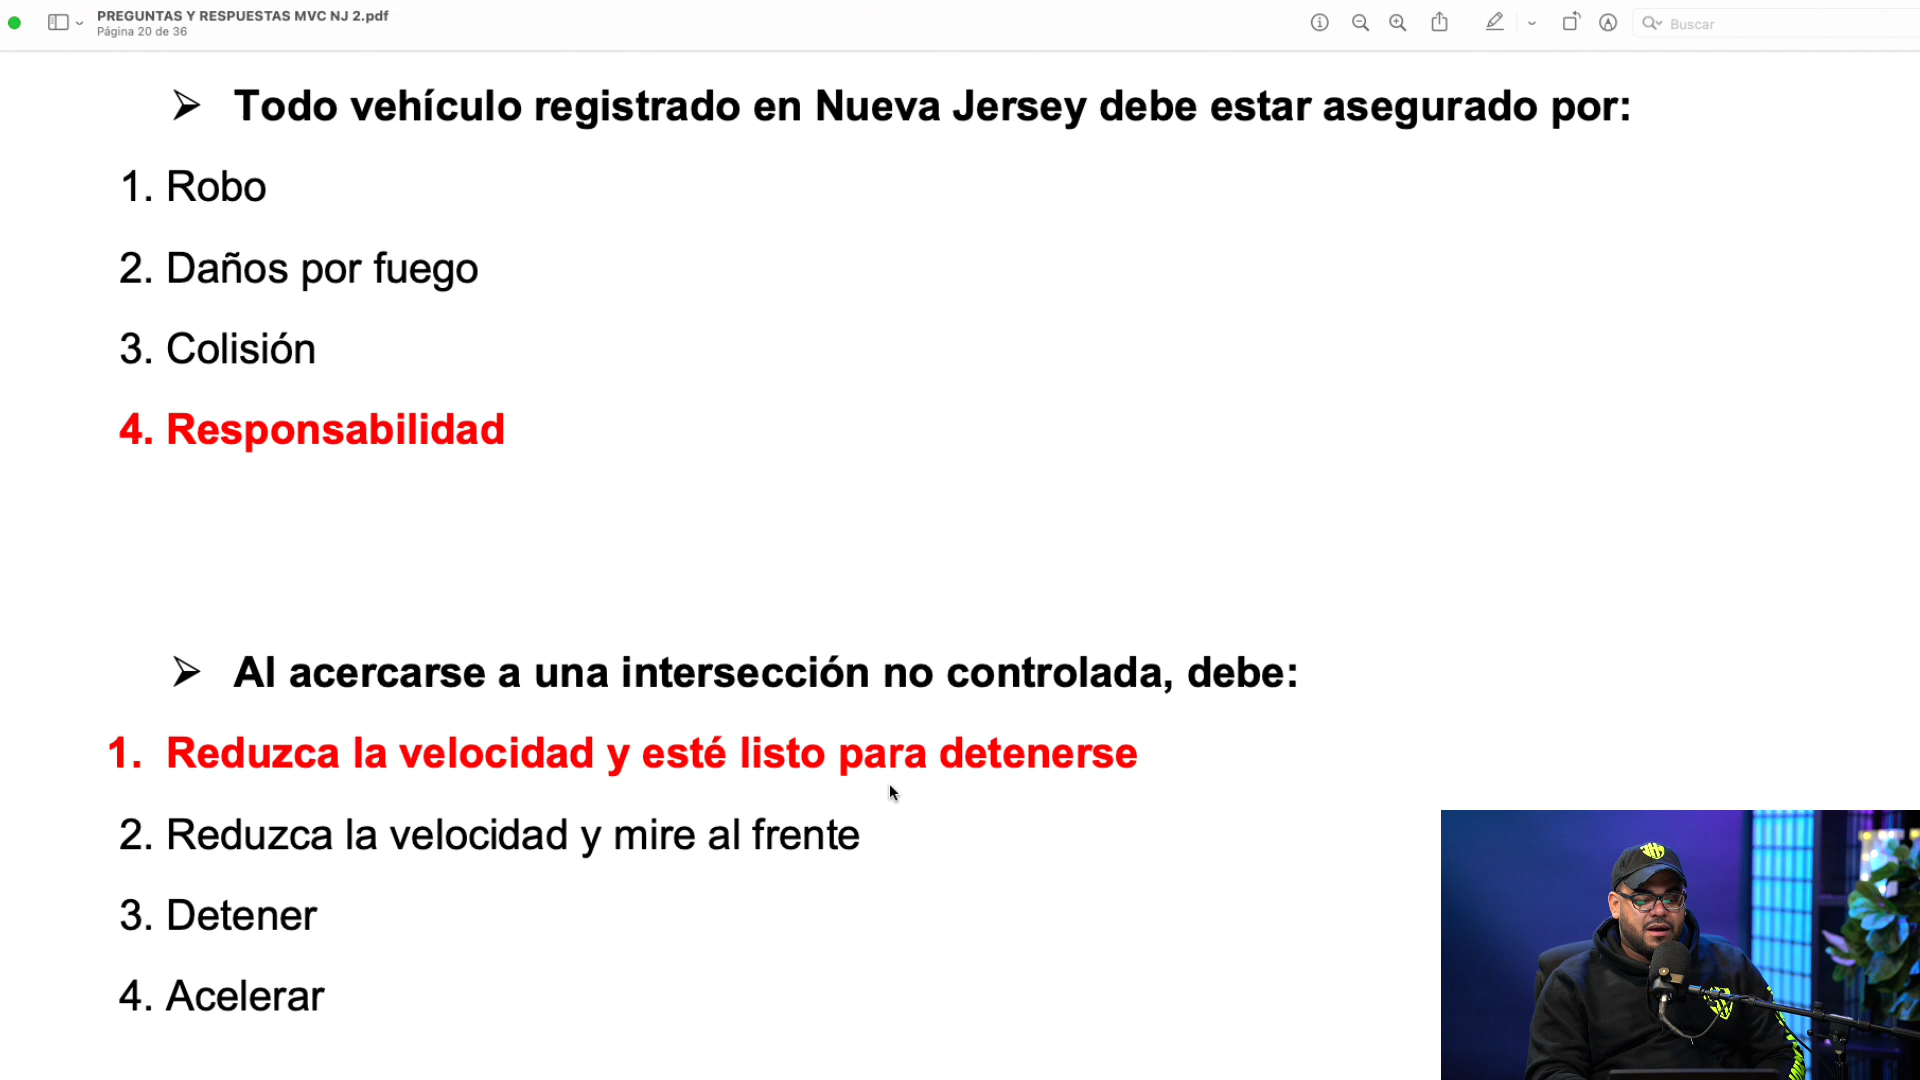 PREGUNTAS Y RESPUESTAS MVC NJ 2.pdf
Página 20 de 36
Buscar
➢ Todo vehículo registrado en Nueva Jersey debe estar asegurado por:
1. Robo
2. Daños por fuego
3. Colisión
4. Responsabilidad
➢ Al acercarse a una intersección no controlada, debe:
1. Reduzca la velocidad y esté listo para detenerse
2. Reduzca la velocidad y mire al frente
3. Detener
4. Acelerar